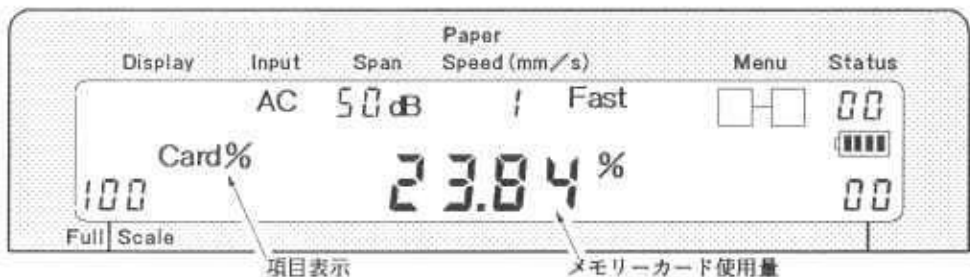 Display Input Span Paper Speed (mm/s) Menu Status
AC 50 dB 1 Fast 00
Card%
23.84 %
100 00
Full Scale
項目表示 メモリーカード使用量